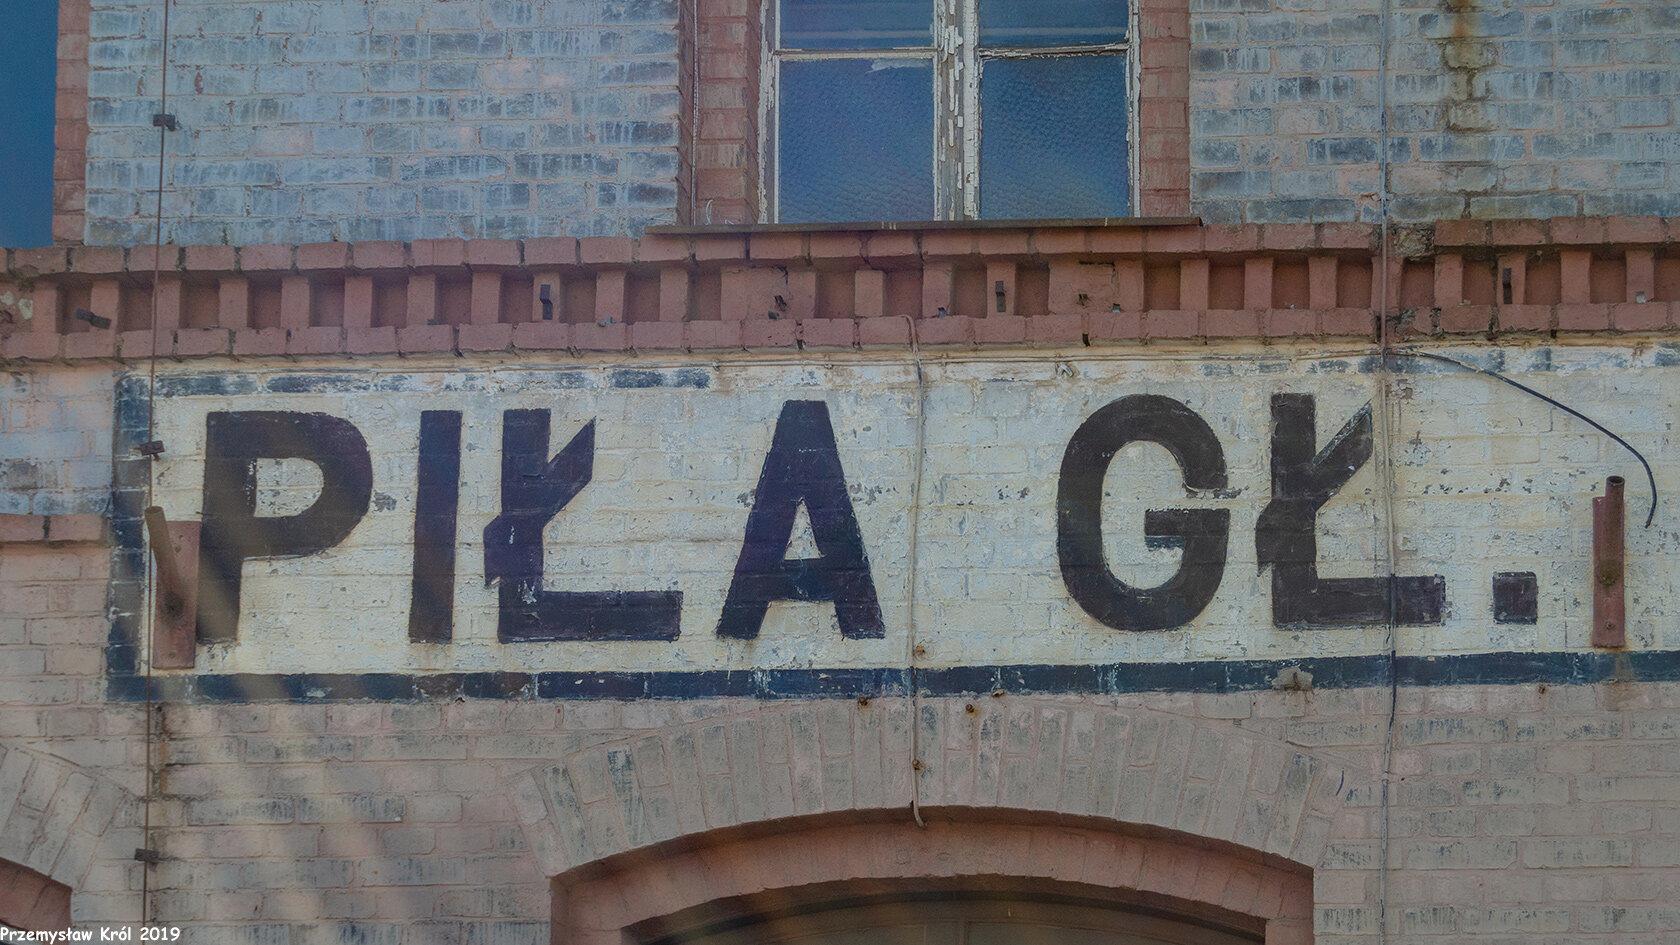 PIŁA GŁ.
Przemysław Król 2019